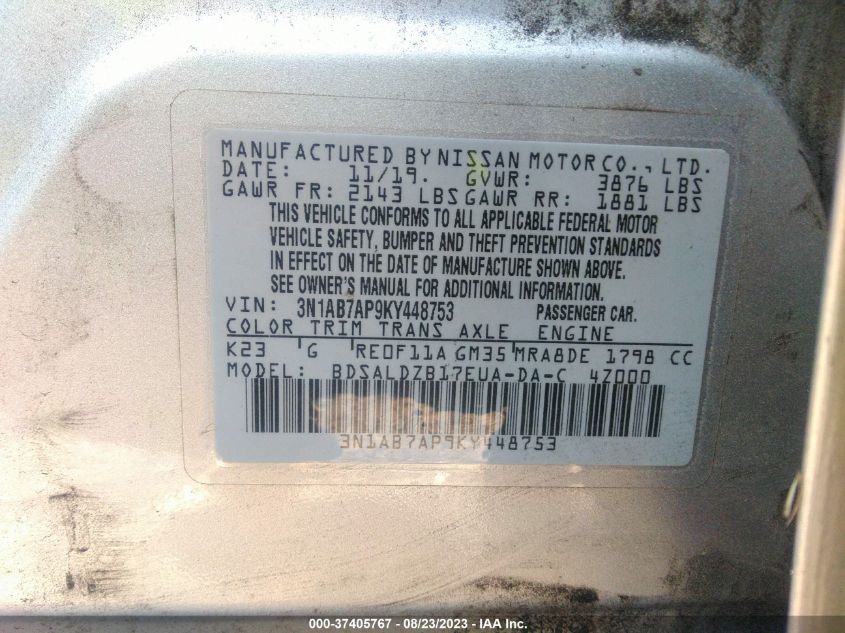 MANUFACTURED BY NISSAN MOTOR CO., LTD.
DATE: 11/19. GVWR: 3876 LBS
GAWR FR: 2143 LBS GAWR RR: 1881 LBS
THIS VEHICLE CONFORMS TO ALL APPLICABLE FEDERAL MOTOR
VEHICLE SAFETY, BUMPER AND THEFT PREVENTION STANDARDS
IN EFFECT ON THE DATE OF MANUFACTURE SHOWN ABOVE.
SEE OWNER'S MANUAL FOR ADDITIONAL INFORMATION.
VIN: 3N1AB7AP9KY448753 PASSENGER CAR.
COLOR TRIM TRANS AXLE ENGINE
K23 G RE0F11A GM35 MRA8DE 1798 CC
MODEL: BDSALDZB17EUA-DA-C 4Z000
3N1AB7AP9KY448753
000-37405767 - 08/23/2023 - IAA Inc.